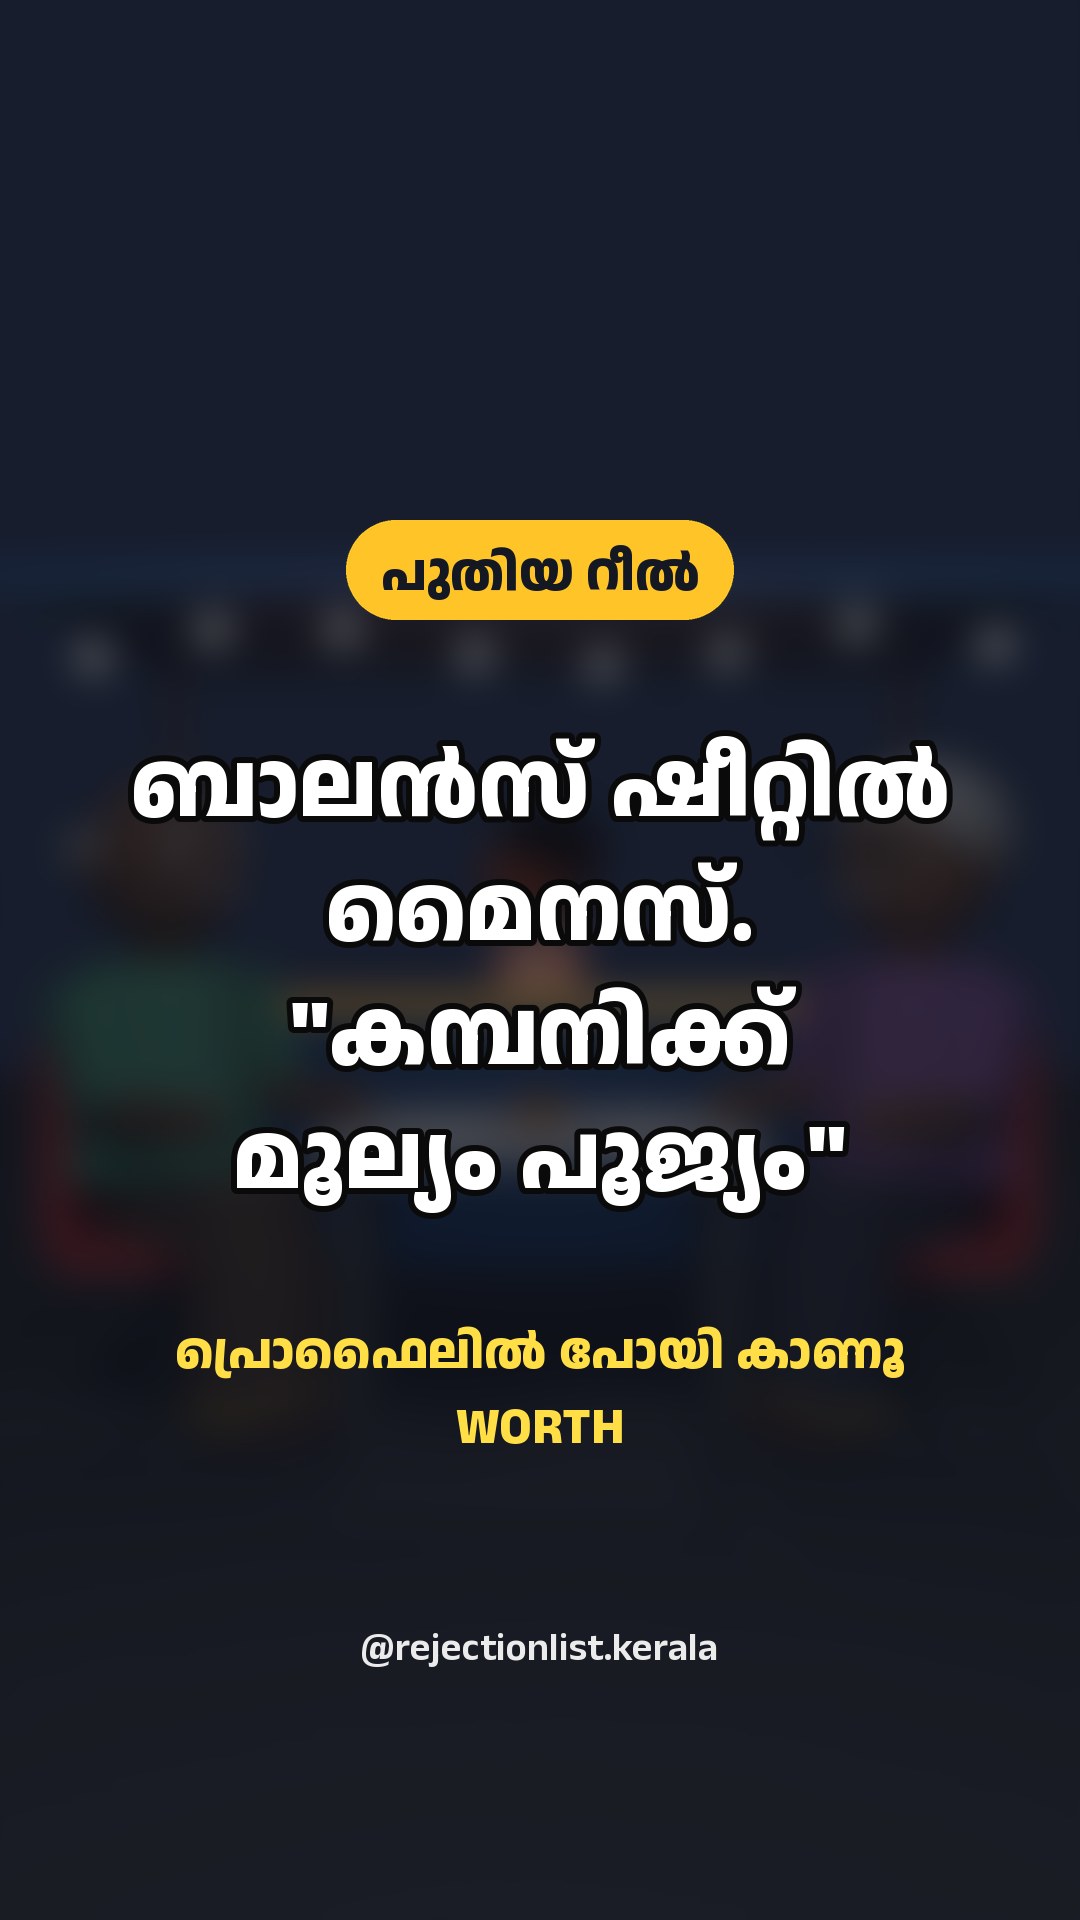 പുതിയ റീൽ
ബാലൻസ് ഷീറ്റിൽ
മൈനസ്.
"കമ്പനിക്ക്
മൂല്യം പൂജ്യം"
പ്രൊഫൈലിൽ പോയി കാണൂ
WORTH
@rejectionlist.kerala